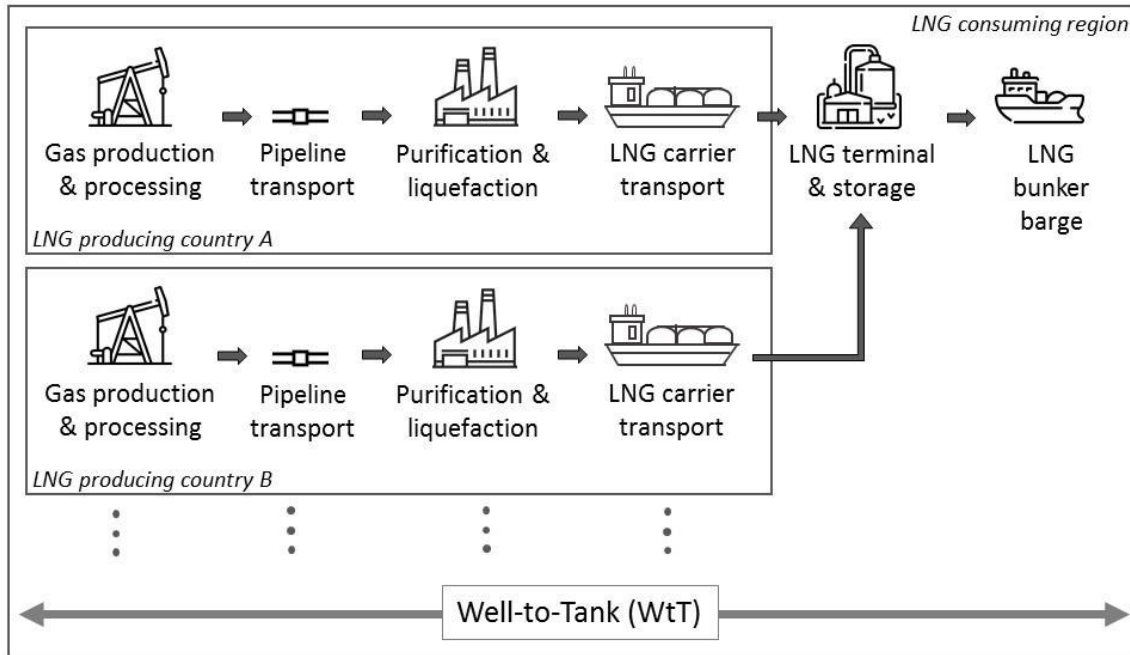 LNG consuming region
Gas production
& processing
Pipeline
transport
Purification &
liquefaction
LNG carrier
transport
LNG terminal
& storage
LNG
bunker
barge
LNG producing country A
Gas production
& processing
Pipeline
transport
Purification &
liquefaction
LNG carrier
transport
LNG producing country B
Well-to-Tank (WtT)